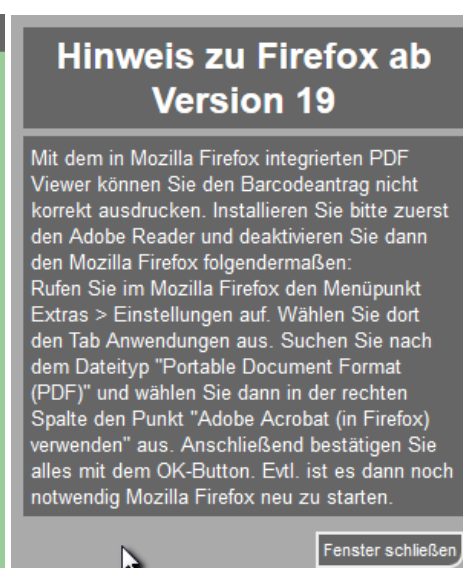 Hinweis zu Firefox ab
Version 19
Mit dem in Mozilla Firefox integrierten PDF
Viewer können Sie den Barcodeantrag nicht
korrekt ausdrucken. Installieren Sie bitte zuerst
den Adobe Reader und deaktivieren Sie dann
den Mozilla Firefox folgendermaßen:
Rufen Sie im Mozilla Firefox den Menüpunkt
Extras > Einstellungen auf. Wählen Sie dort
den Tab Anwendungen aus. Suchen Sie nach
dem Dateityp "Portable Document Format
(PDF)" und wählen Sie dann in der rechten
Spalte den Punkt "Adobe Acrobat (in Firefox)
verwenden" aus. Anschließend bestätigen Sie
alles mit dem OK-Button. Evtl. ist es dann noch
notwendig Mozilla Firefox neu zu starten.
Fenster schließen